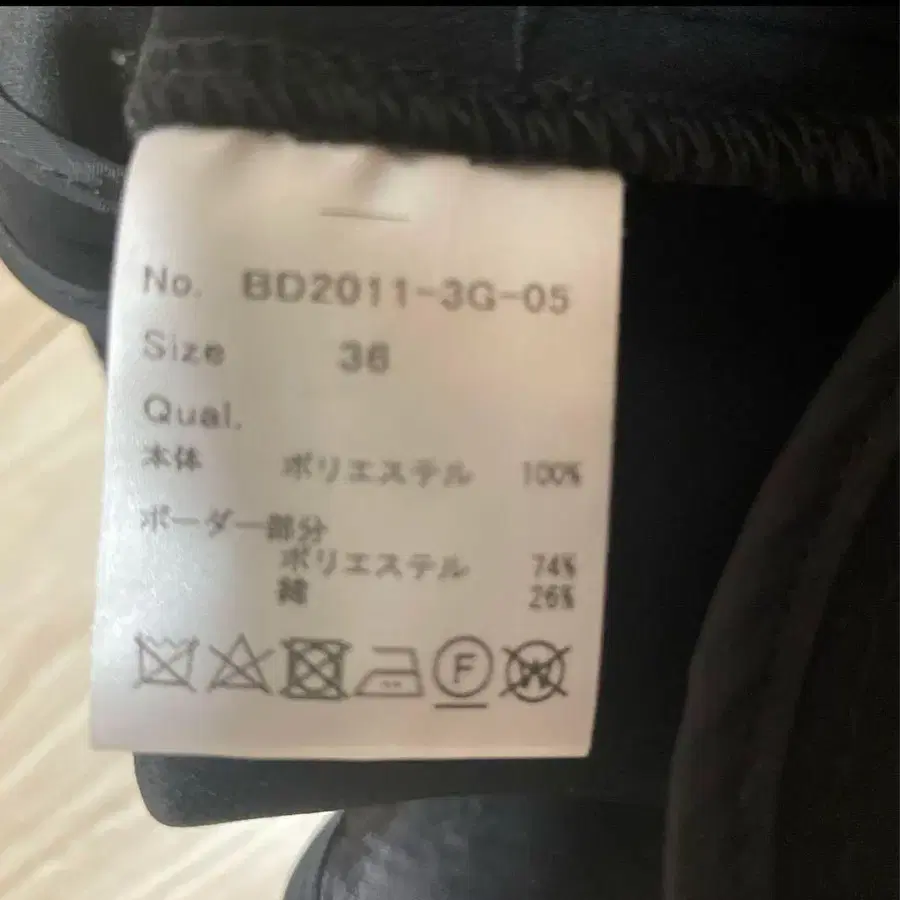 No. BD2011-3G-05
Size 36
Qual.
本体 ポリエステル 100%
ボーダー部分
ポリエステル 74%
綿 26%
F W